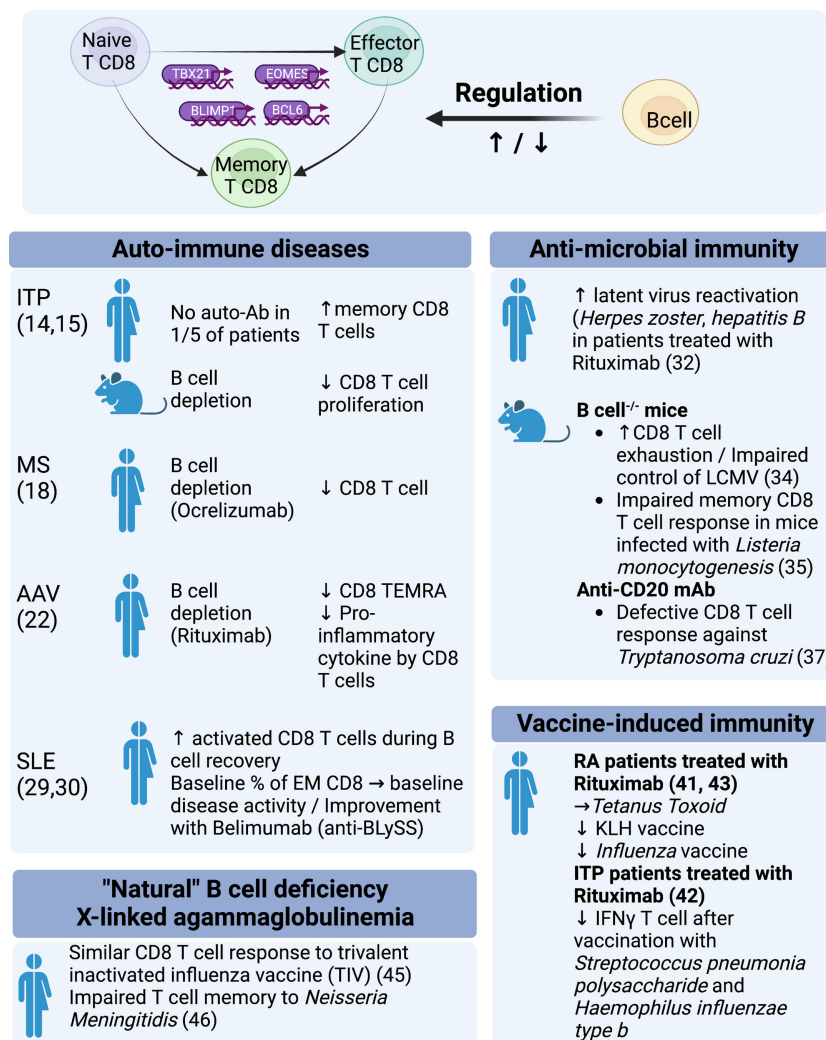 Naive
T CD8
Effector
T CD8
TBX21
EOMES
BLIMP1
BCL6
Memory
T CD8
Regulation
↑ / ↓
Bcell
Auto-immune diseases
ITP
(14,15)
No auto-Ab in
1/5 of patients
↑memory CD8
T cells
B cell
depletion
↓ CD8 T cell
proliferation
MS
(18)
B cell
depletion
(Ocrelizumab)
↓ CD8 T cell
AAV
(22)
B cell
depletion
(Rituximab)
↓ CD8 TEMRA
↓ Pro-
inflammatory
cytokine by CD8
T cells
SLE
(29,30)
↑ activated CD8 T cells during B
cell recovery
Baseline % of EM CD8 → baseline
disease activity / Improvement
with Belimumab (anti-BLySS)
"Natural" B cell deficiency
X-linked agammaglobulinemia
Similar CD8 T cell response to trivalent
inactivated influenza vaccine (TIV) (45)
Impaired T cell memory to Neisseria
Meningitidis (46)
Anti-microbial immunity
↑ latent virus reactivation
(Herpes zoster, hepatitis B
in patients treated with
Rituximab (32)
B cell-/- mice
• ↑CD8 T cell
exhaustion / Impaired
control of LCMV (34)
• Impaired memory CD8
T cell response in mice
infected with Listeria
monocytogenesis (35)
Anti-CD20 mAb
• Defective CD8 T cell
response against
Tryptanosoma cruzi (37
Vaccine-induced immunity
RA patients treated with
Rituximab (41, 43)
→Tetanus Toxoid
↓ KLH vaccine
↓ Influenza vaccine
ITP patients treated with
Rituximab (42)
↓ IFNγ T cell after
vaccination with
Streptococcus pneumonia
polysaccharide and
Haemophilus influenzae
type b